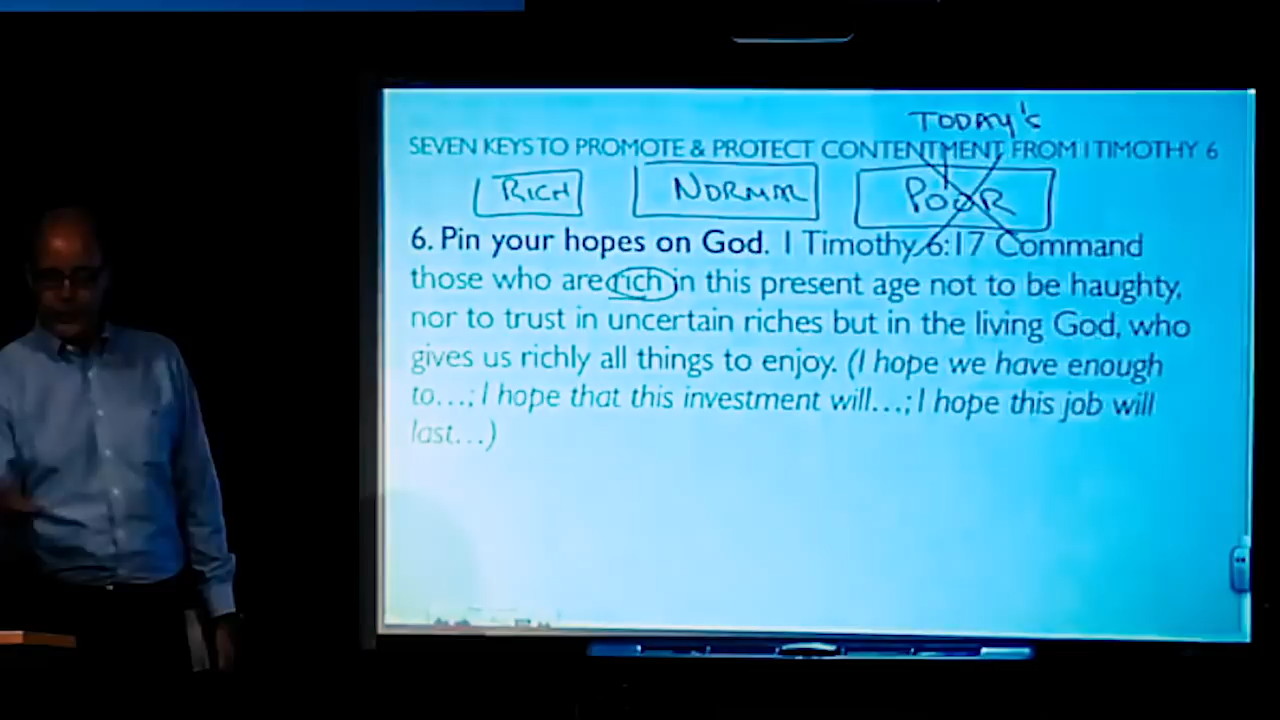 TODAY'S
SEVEN KEYS TO PROMOTE & PROTECT CONTENTMENT FROM I TIMOTHY 6
RICH NORMAL POOR
6. Pin your hopes on God. I Timothy 6:17 Command
those who are rich in this present age not to be haughty,
nor to trust in uncertain riches but in the living God, who
gives us richly all things to enjoy. (I hope we have enough
to…; I hope that this investment will…; I hope this job will
last…)